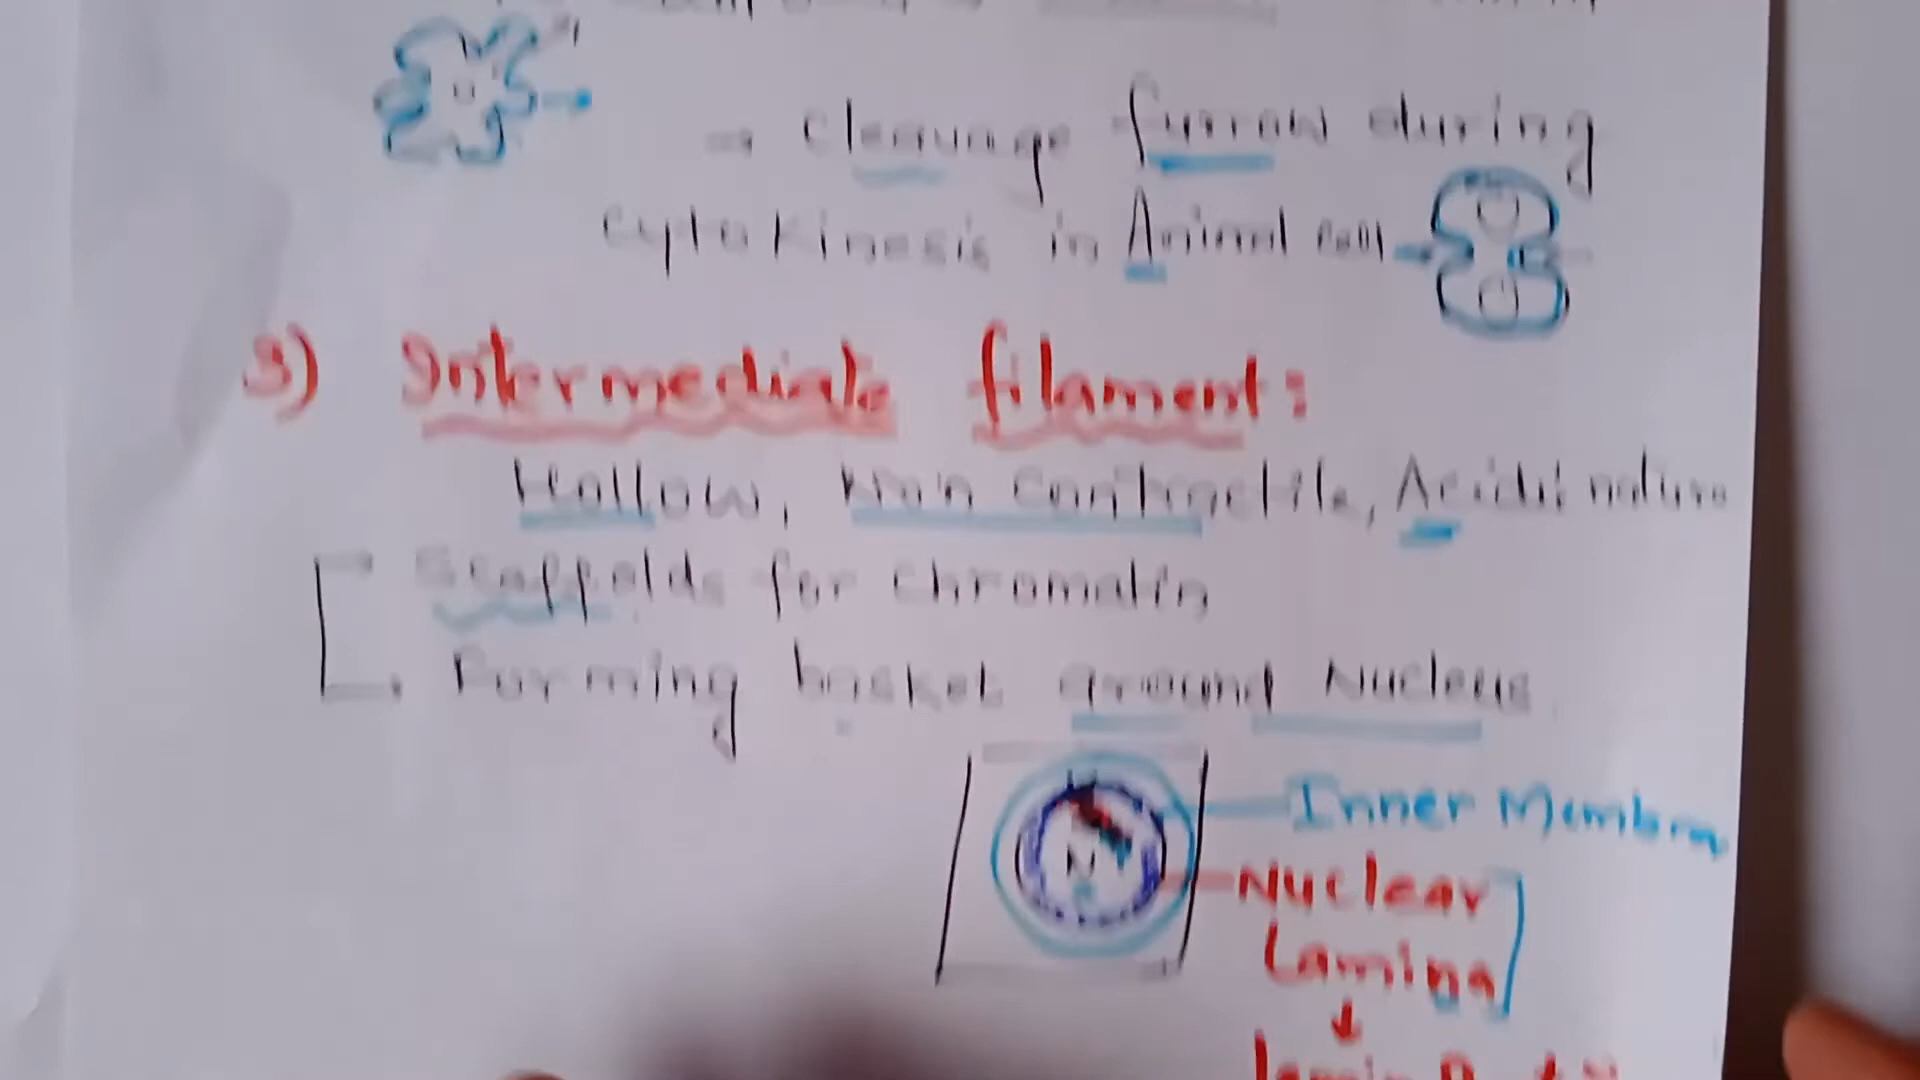 → Cleavage furrow during
cytokinesis in Animal cell
3) Intermediate filament:
Hollow, Non contractile, Acidic nature
Scaffolds for chromatin
Forming basket around Nucleus.
N
Inner Membra
Nuclear
Lamina
↓